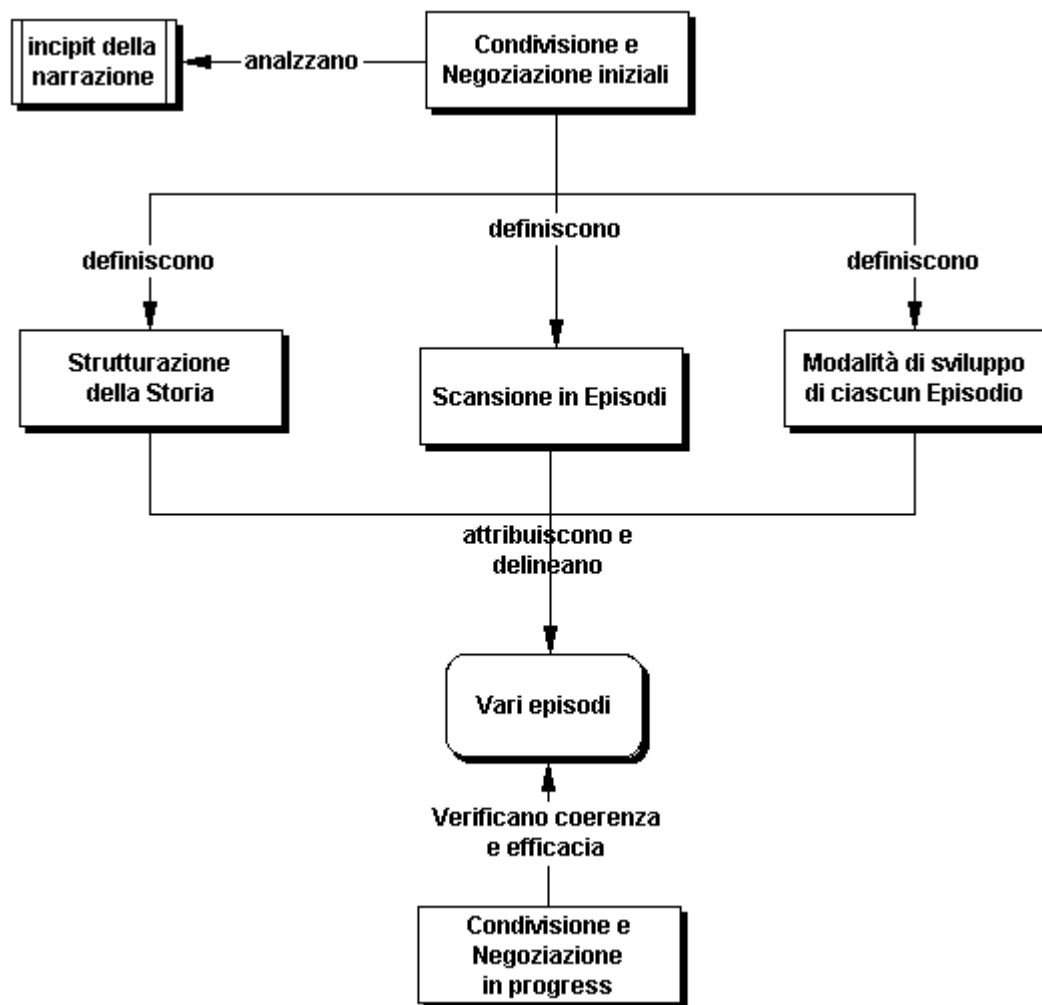 incipit della
narrazione
analzzano
Condivisione e
Negoziazione iniziali
definiscono
definiscono
definiscono
Strutturazione
della Storia
Scansione in Episodi
Modalità di sviluppo
di ciascun Episodio
attribuiscono e
delineano
Vari episodi
Verificano coerenza
e efficacia
Condivisione e
Negoziazione
in progress